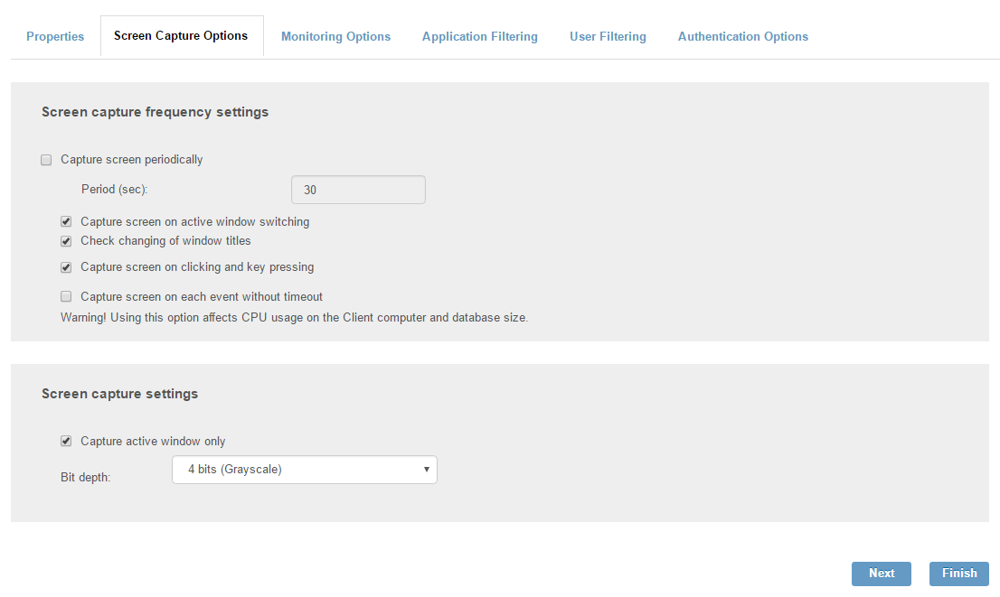 Properties Screen Capture Options Monitoring Options Application Filtering User Filtering Authentication Options
Screen capture frequency settings
Capture screen periodically
Period (sec): 30
Capture screen on active window switching
Check changing of window titles
Capture screen on clicking and key pressing
Capture screen on each event without timeout
Warning! Using this option affects CPU usage on the Client computer and database size.
Screen capture settings
Capture active window only
Bit depth: 4 bits (Grayscale)
Next Finish